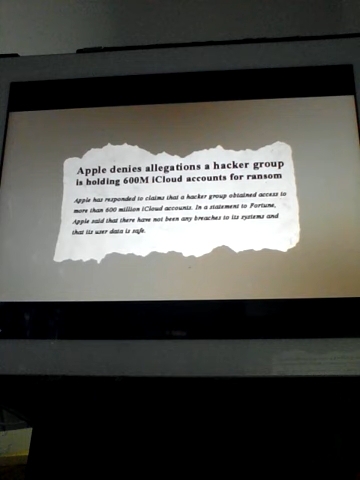 Apple denies allegations a hacker group
is holding 600M iCloud accounts for ransom
Apple has responded to claims that a hacker group obtained access to
more than 600 million iCloud accounts. In a statement to Fortune,
Apple said that there have not been any breaches to its systems and
that its user data is safe.